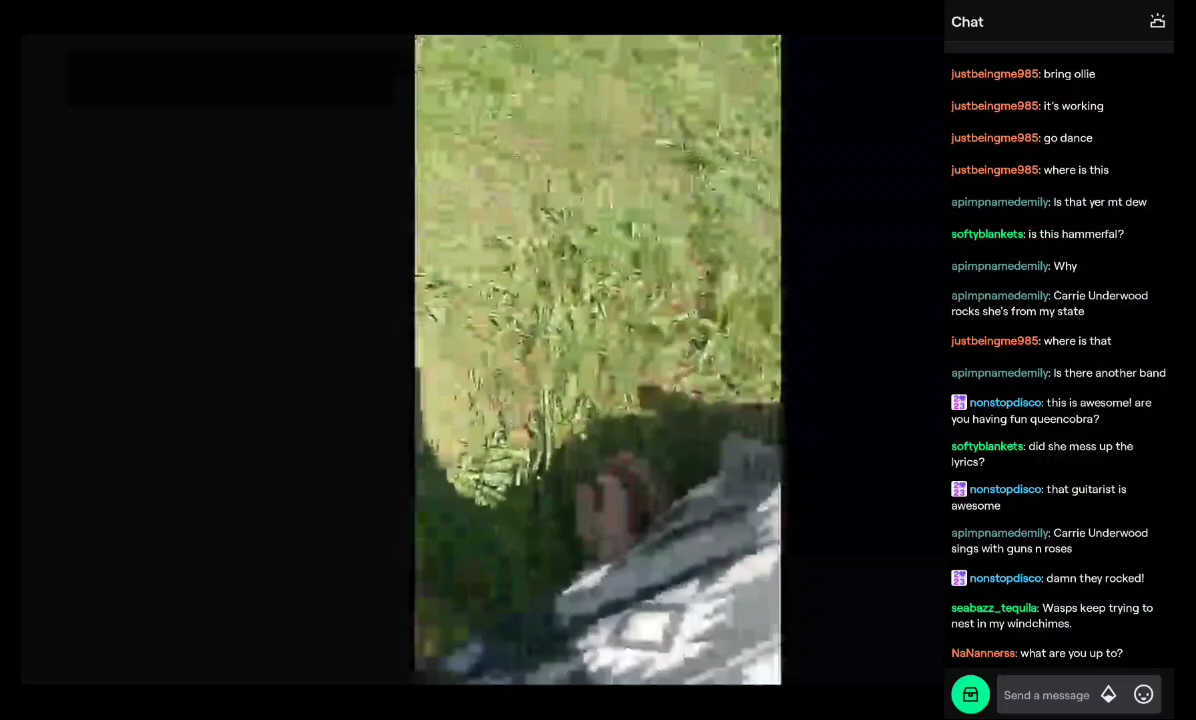 Chat
justbeingme985: bring ollie
justbeingme985: it's working
justbeingme985: go dance
justbeingme985: where is this
apimpnamedemily: Is that yer mt dew
softyblankets: is this hammerfal?
apimpnamedemily: Why
apimpnamedemily: Carrie Underwood
rocks she's from my state
justbeingme985: where is that
apimpnamedemily: Is there another band
nonstopdisco: this is awesome! are
you having fun queencobra?
softyblankets: did she mess up the
lyrics?
nonstopdisco: that guitarist is
awesome
apimpnamedemily: Carrie Underwood
sings with guns n roses
nonstopdisco: damn they rocked!
seabazz_tequila: Wasps keep trying to
nest in my windchimes.
NaNannerss: what are you up to?
Send a message